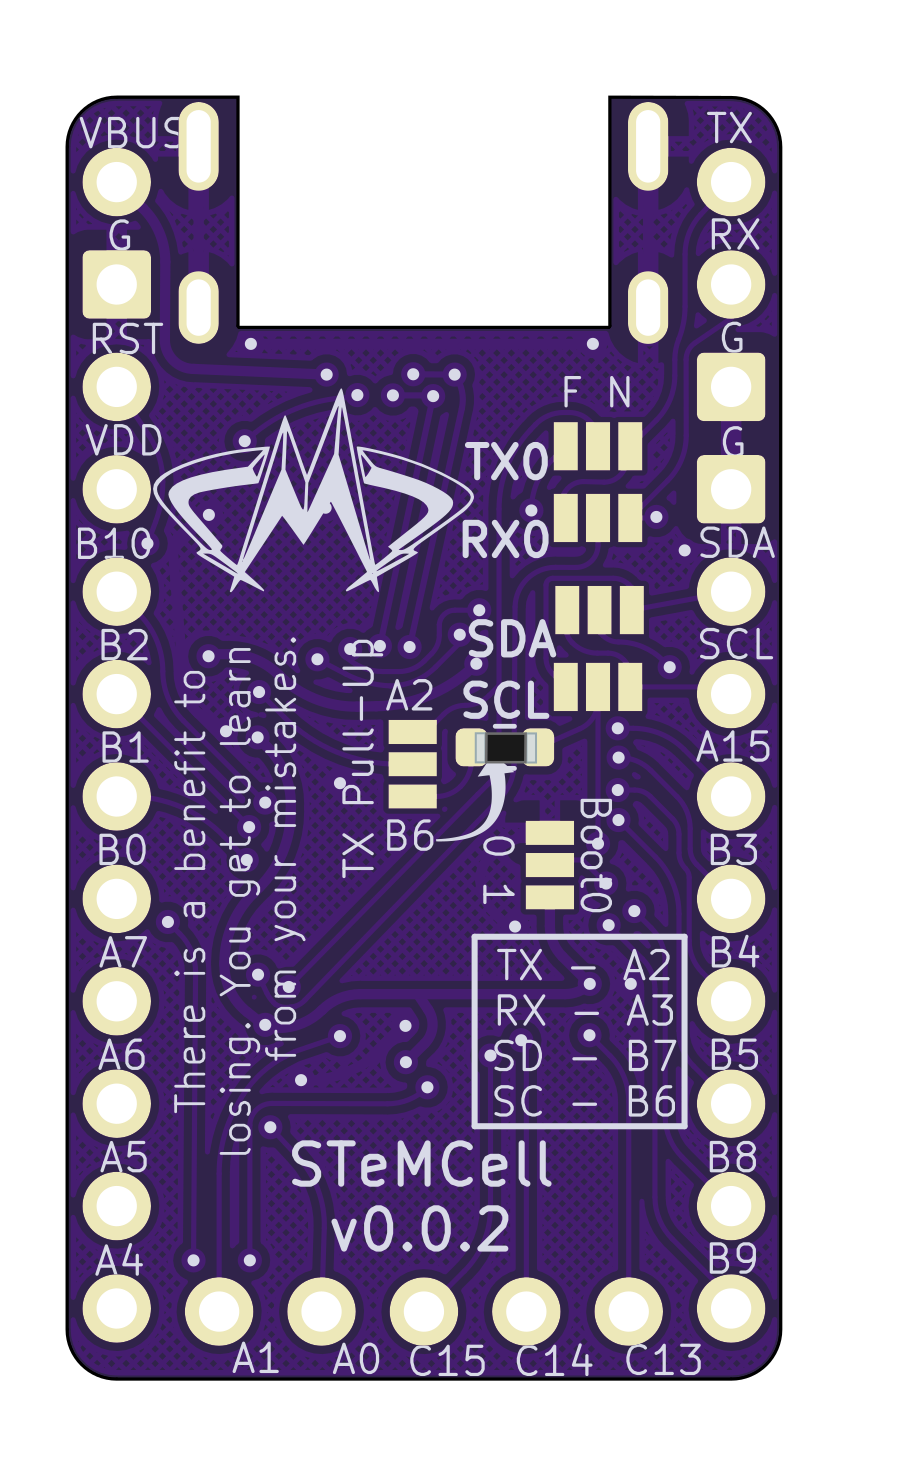 VBUS
TX
G
RX
RST
G
F N
VDD
G
TX0
B10
RX0
SDA
B2
SDA
SCL
There is a benefit to
losing. You get to learn
from your mistakes.
TX Pull-Up
A2
SCL
B1
A15
B6
0
1
Boot0
B0
B3
A7
B4
TX - A2
RX - A3
SD - B7
SC - B6
A6
B5
A5
B8
STeMCell
v0.0.2
A4
B9
A1
A0
C15
C14
C13